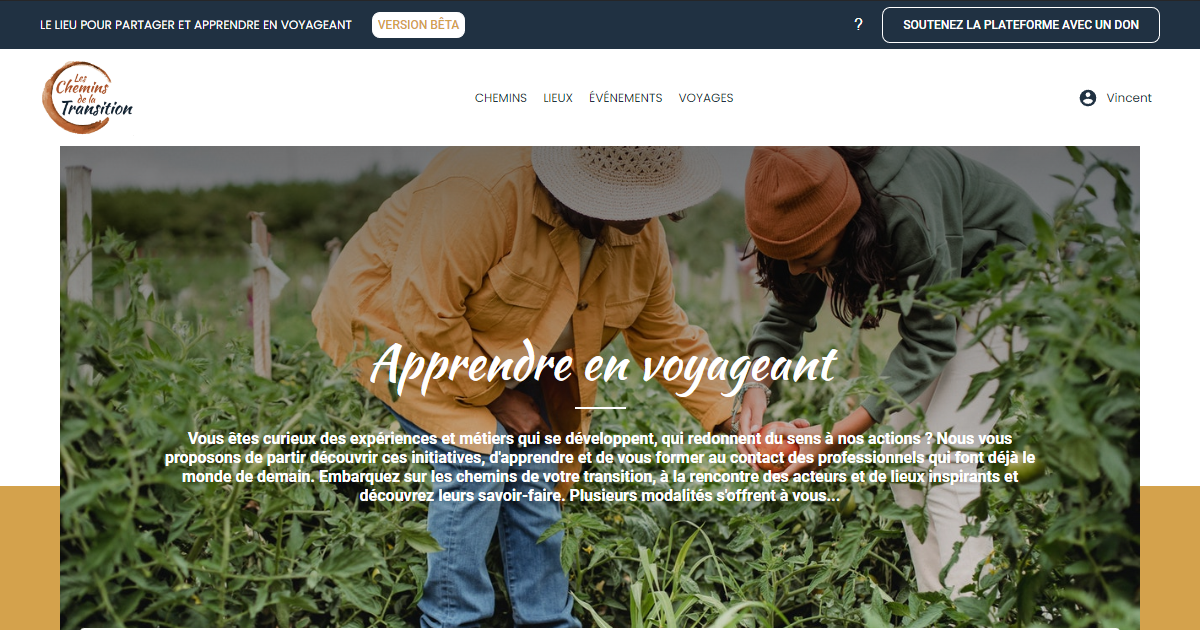 LE LIEU POUR PARTAGER ET APPRENDRE EN VOYAGEANT
VERSION BÊTA
?
SOUTENEZ LA PLATEFORME AVEC UN DON
Les
Chemins
de la
Transition
CHEMINS
LIEUX
ÉVÉNEMENTS
VOYAGES
Vincent
Apprendre en voyageant
Vous êtes curieux des expériences et métiers qui se développent, qui redonnent du sens à nos actions ? Nous vous
proposons de partir découvrir ces initiatives, d'apprendre et de vous former au contact des professionnels qui font déjà le
monde de demain. Embarquez sur les chemins de votre transition, à la rencontre des acteurs et de lieux inspirants et
découvrez leurs savoir-faire. Plusieurs modalités s'offrent à vous...